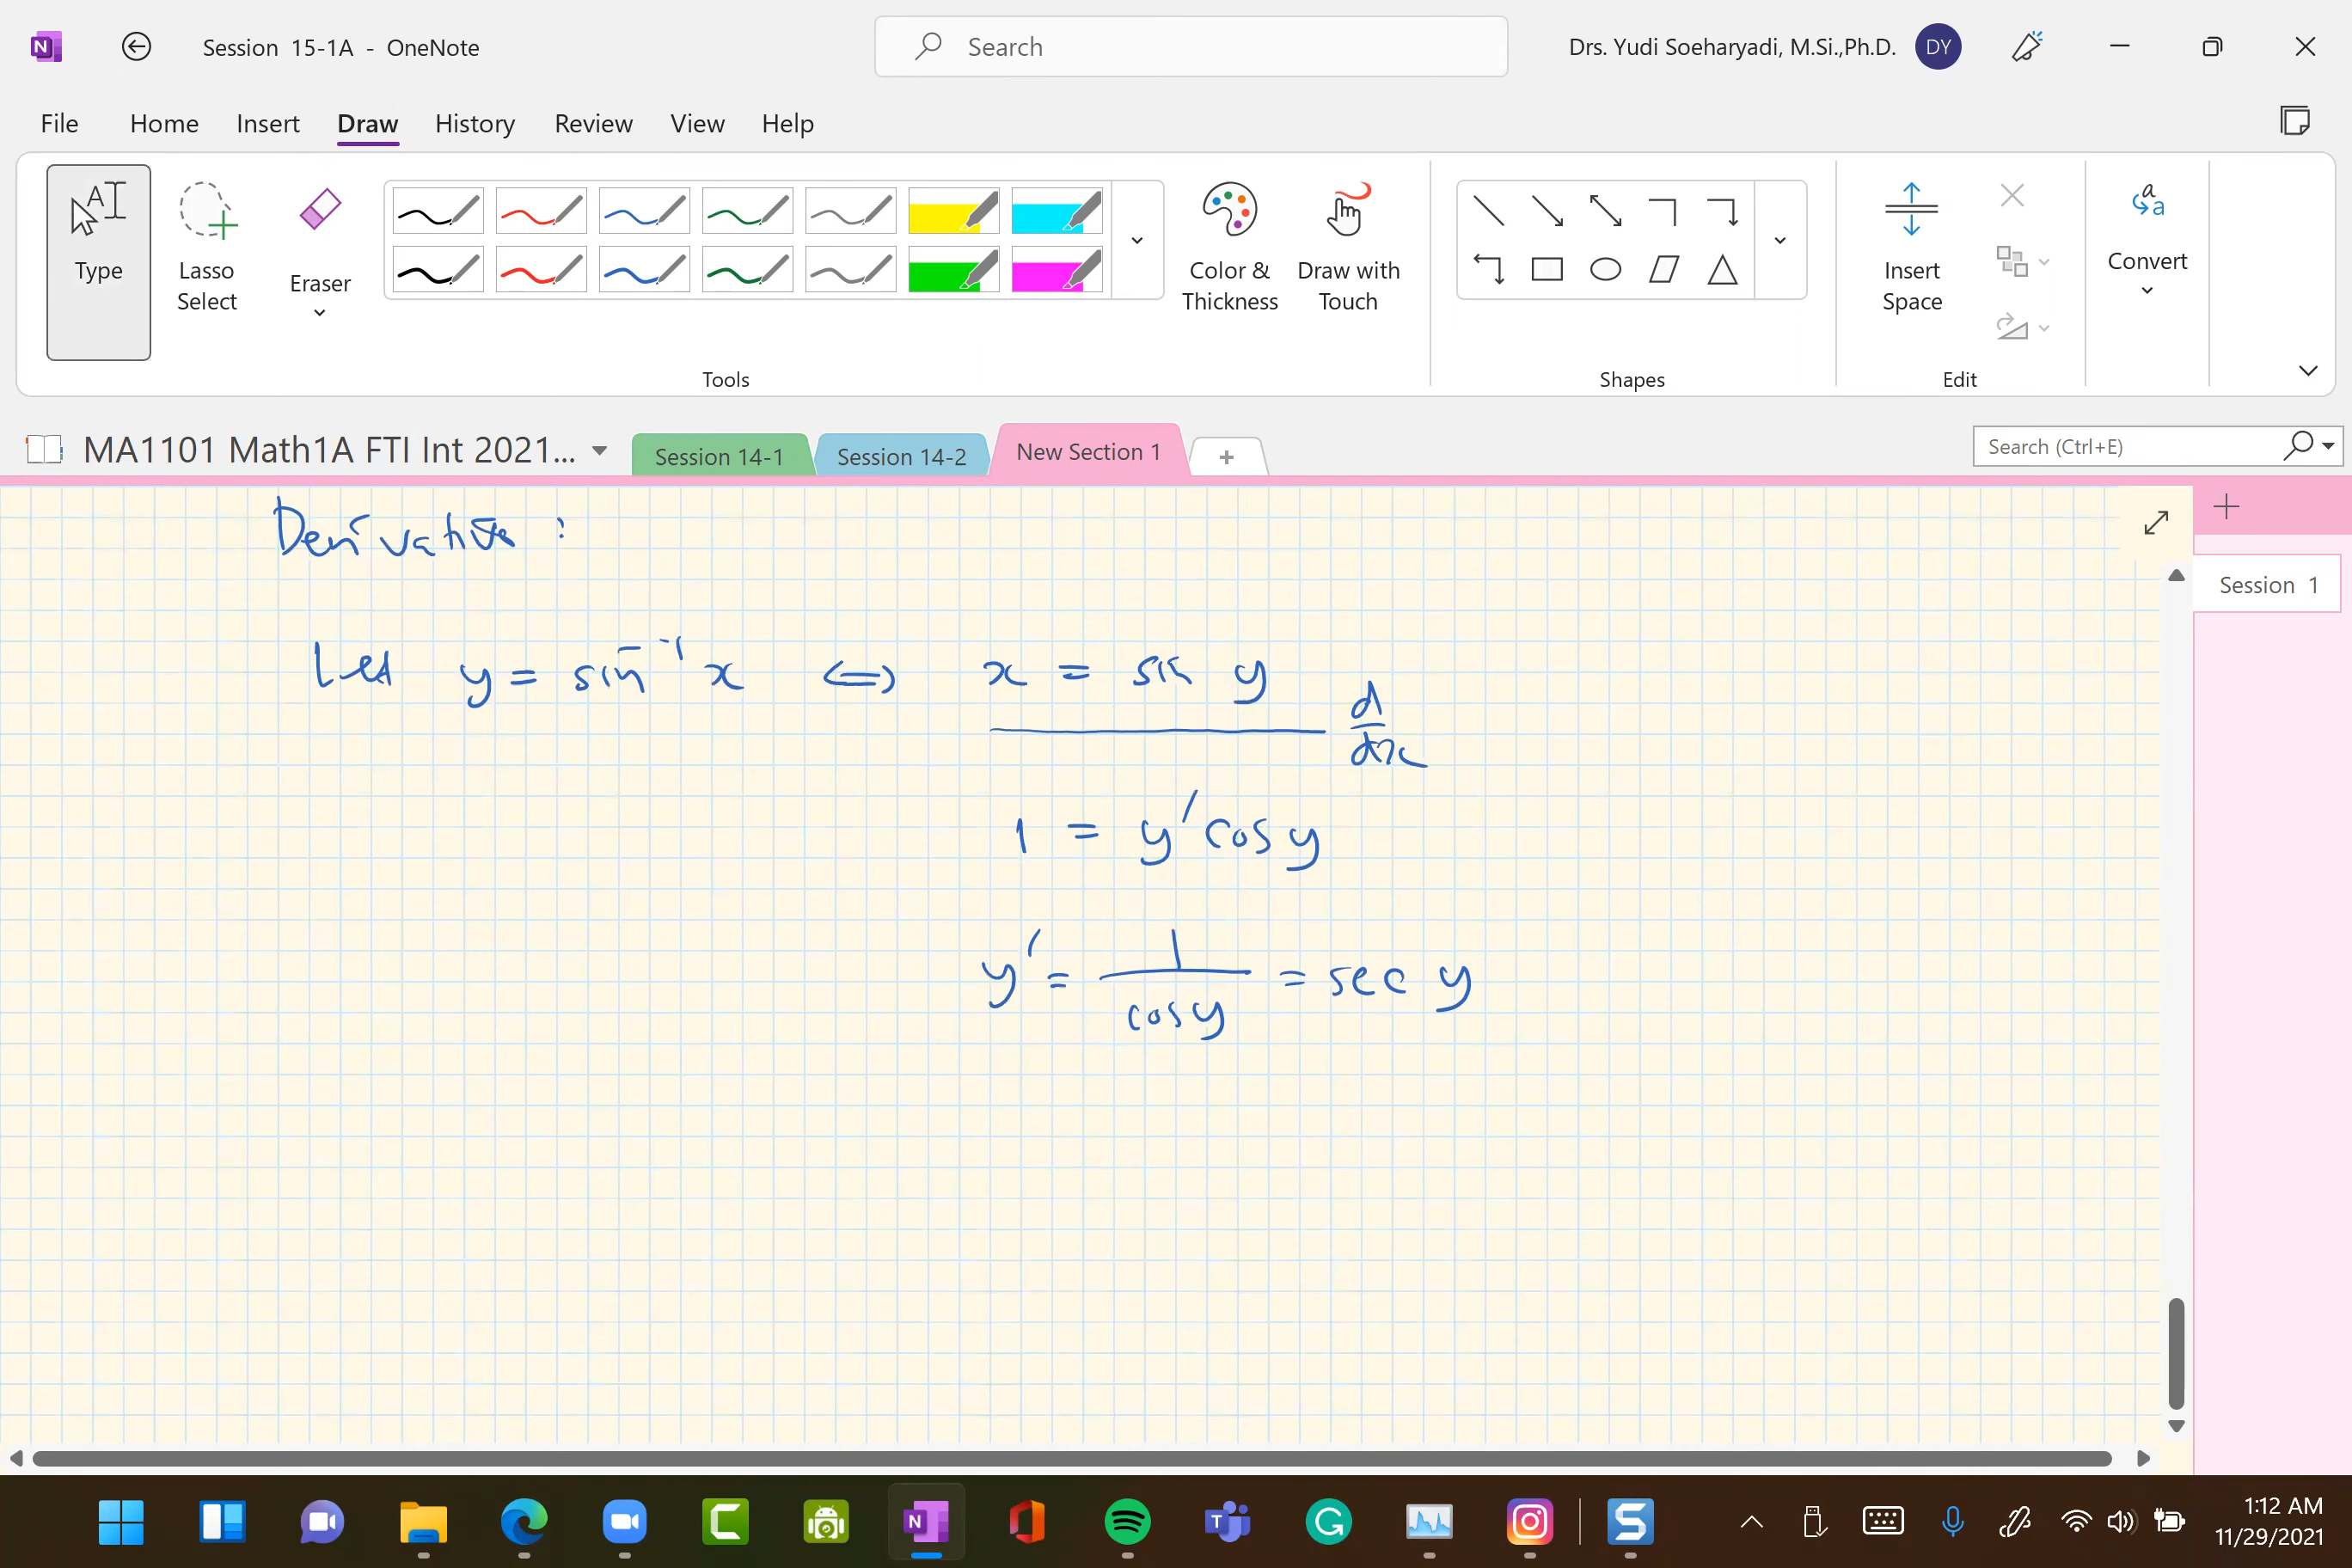 Session 15-1A - OneNote
Search
Drs. Yudi Soeharyadi, M.Si.,Ph.D.
DY
File Home Insert Draw History Review View Help
Type
Lasso Select
Eraser
Color & Thickness
Draw with Touch
Insert Space
Convert
Tools
Shapes
Edit
MA1101 Math1A FTI Int 2021...
Session 14-1
Session 14-2
New Section 1
Search (Ctrl+E)
Session 1
Derivative :
Let y = sin⁻¹ x ⟺ x = sin y
d/dx
1 = y' cos y
y' = 1/cos y = sec y
1:12 AM
11/29/2021